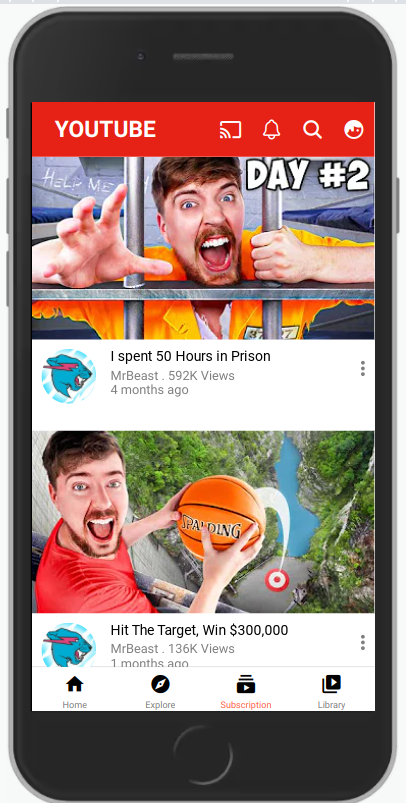 YOUTUBE
HELP ME
DAY #2
I spent 50 Hours in Prison
MrBeast . 592K Views
4 months ago
SPALDING
Hit The Target, Win $300,000
MrBeast . 136K Views
1 months ago
Home
Explore
Subscription
Library